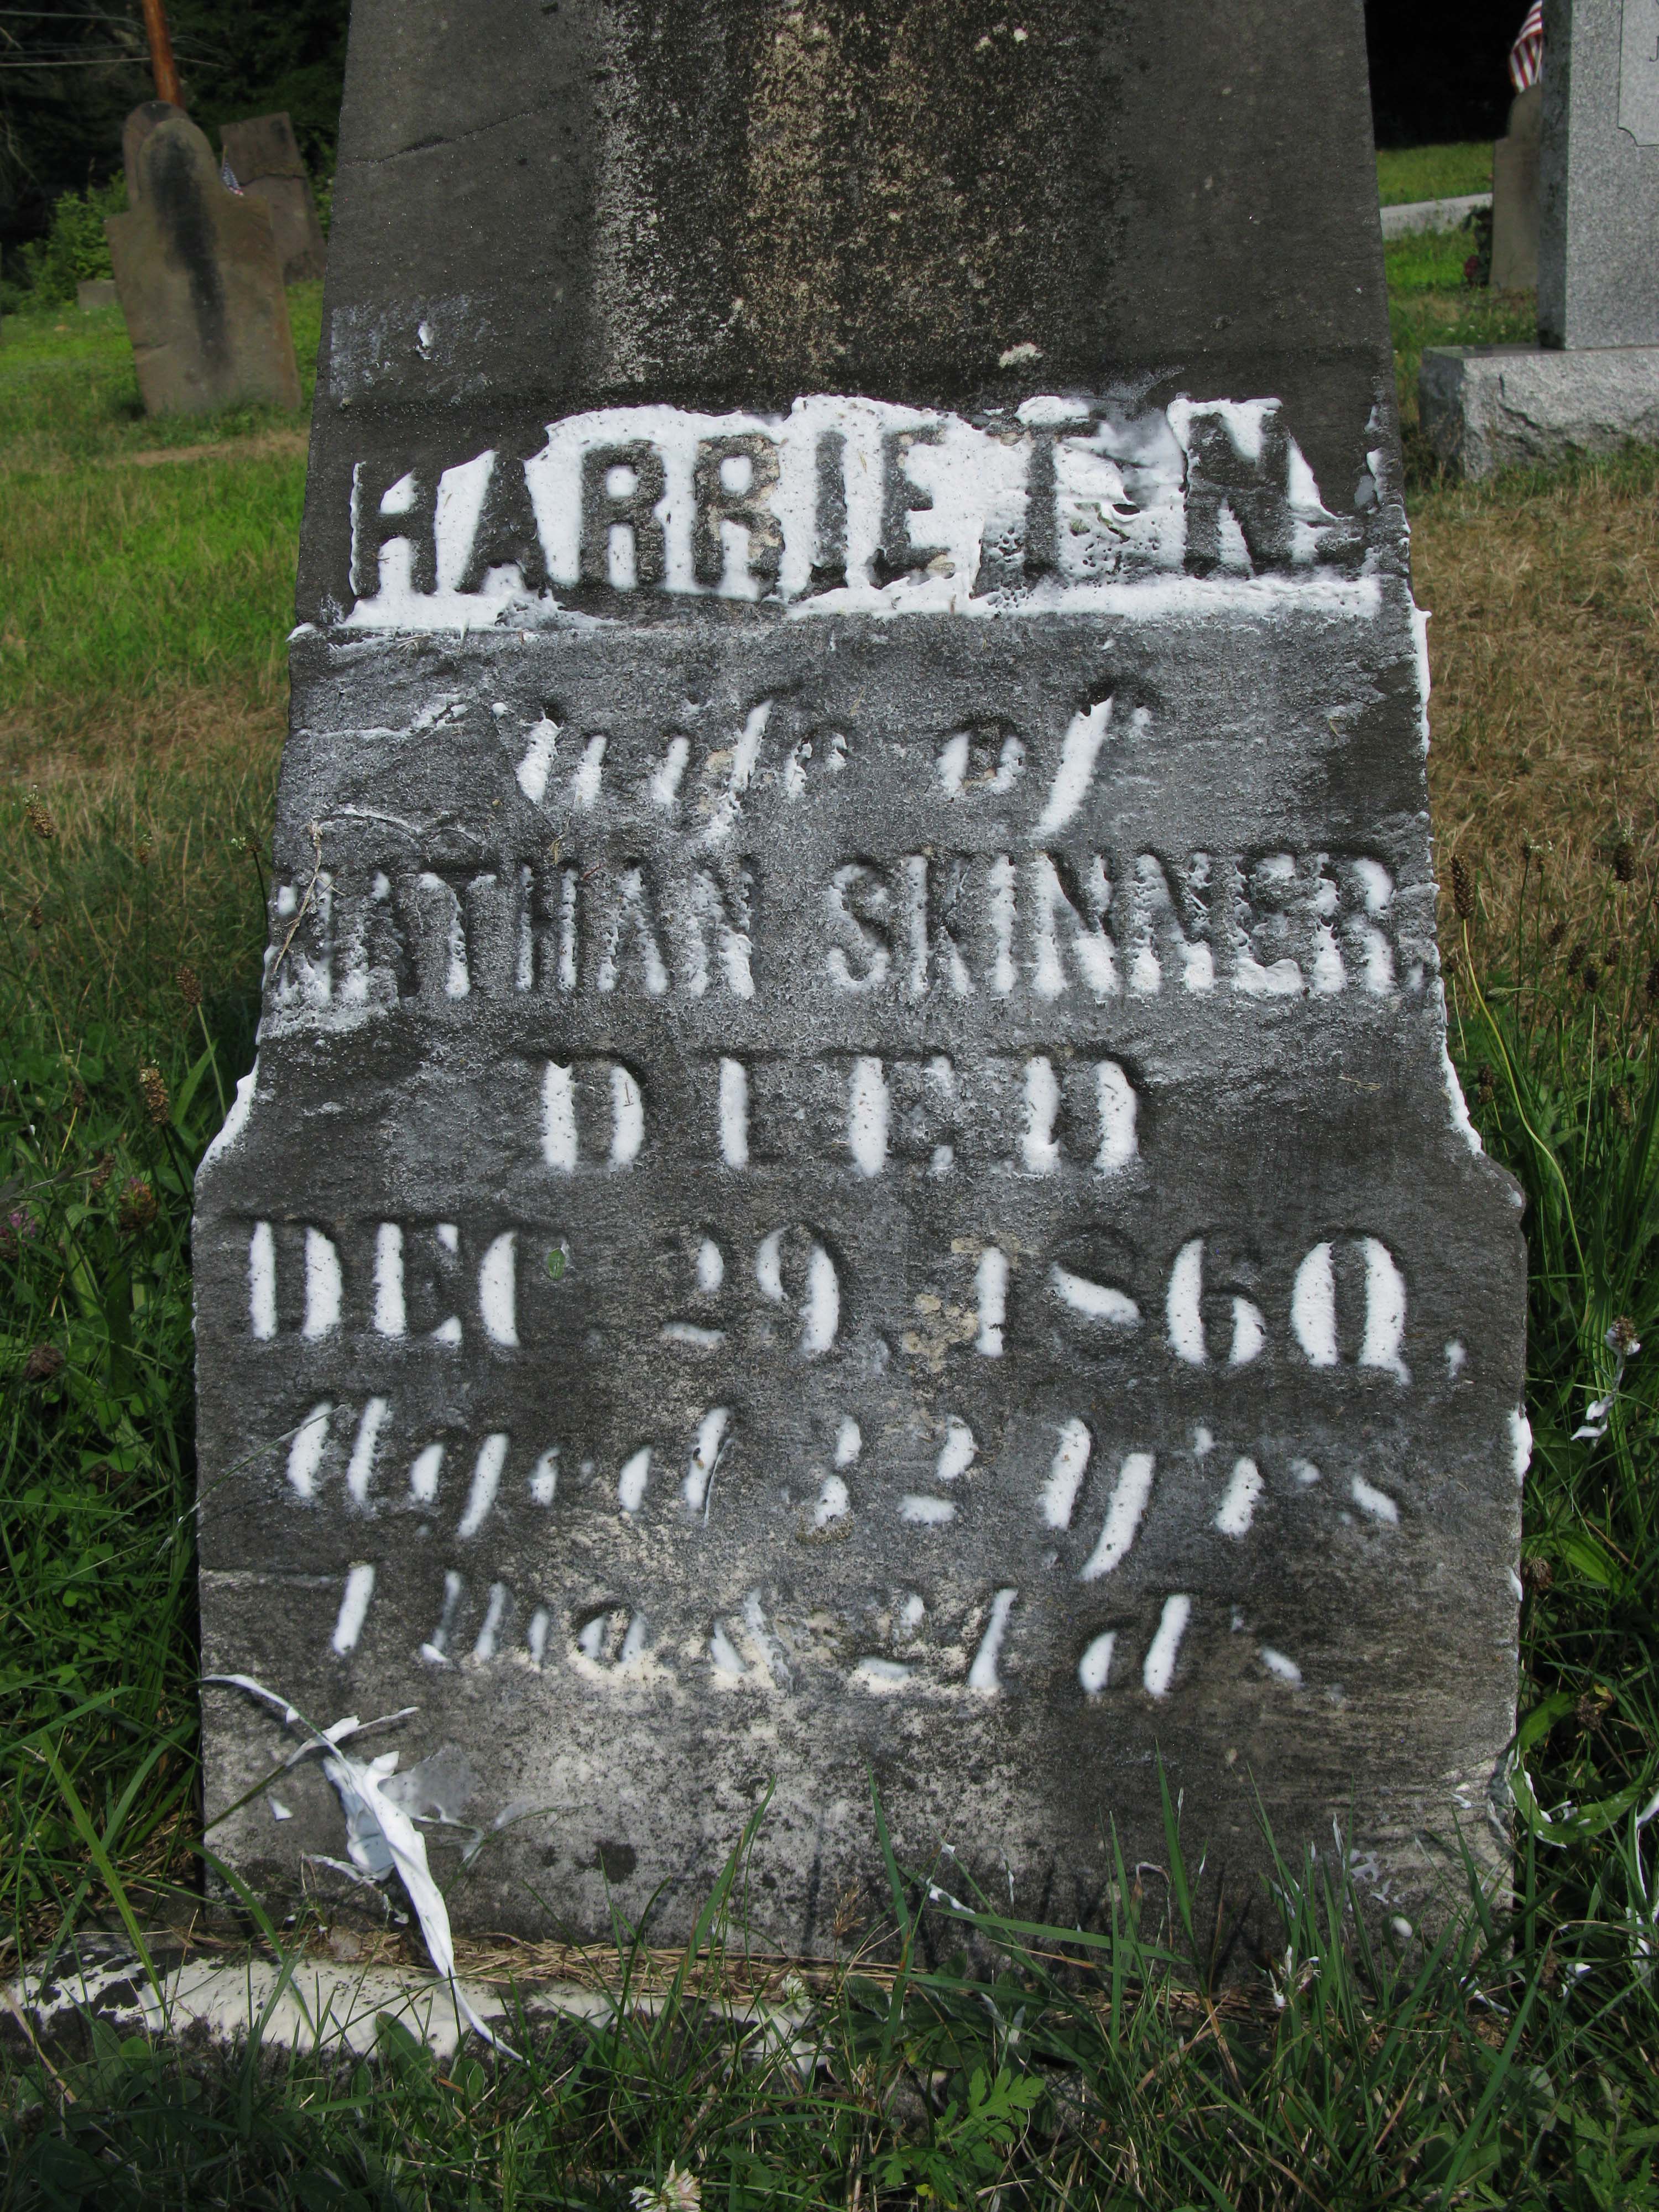 HARRIET N
wife of
NATHAN SKINNER,
DIED
DEC 29, 1860,
Aged 32 yrs
1 mo & 21 ds